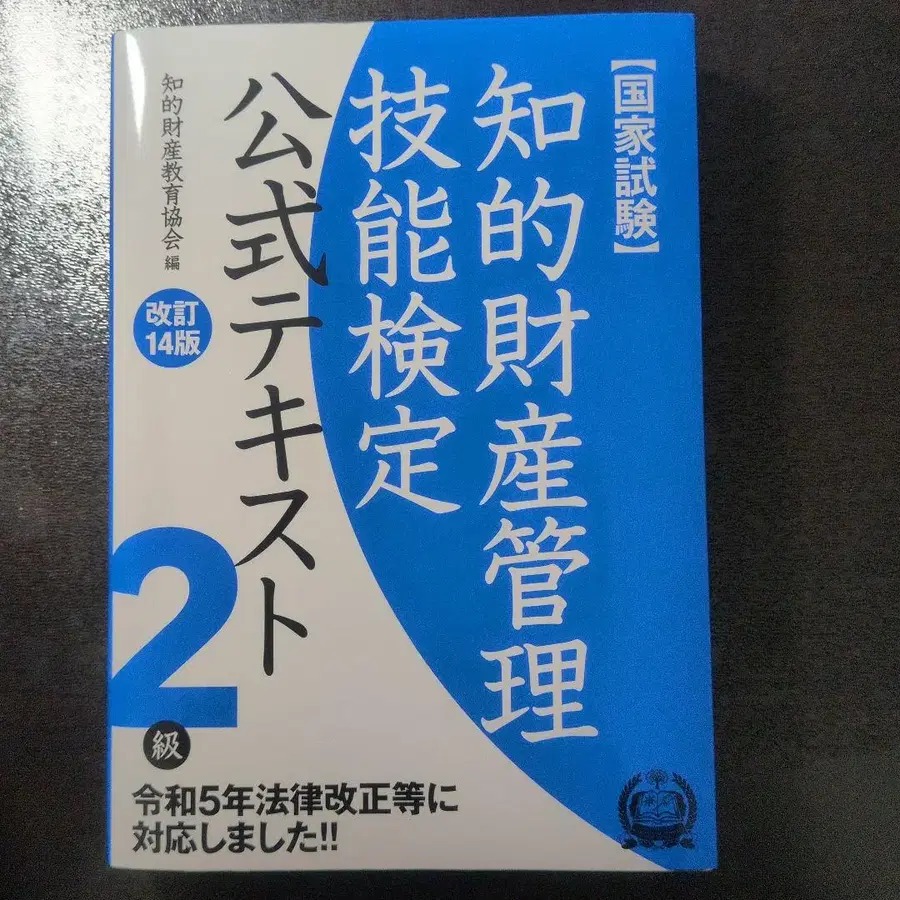 【国家試験】
知的財産管理
技能検定
公式テキスト
知的財産教育協会 編
改訂
14版
2
級
令和5年法律改正等に
対応しました!!